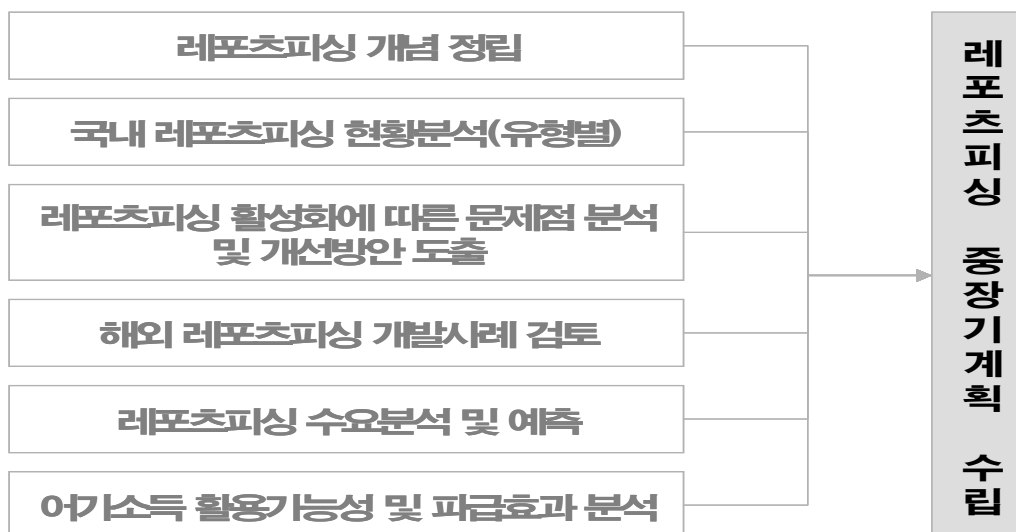 레포츠피싱 개념 정립
국내 레포츠피싱 현황분석(유형별)
레포츠피싱 활성화에 따른 문제점 분석
및 개선방안 도출
해외 레포츠피싱 개발사례 검토
레포츠피싱 수요분석 및 예측
어가소득 활용가능성 및 파급효과 분석
레포츠피싱 중장기계획 수립